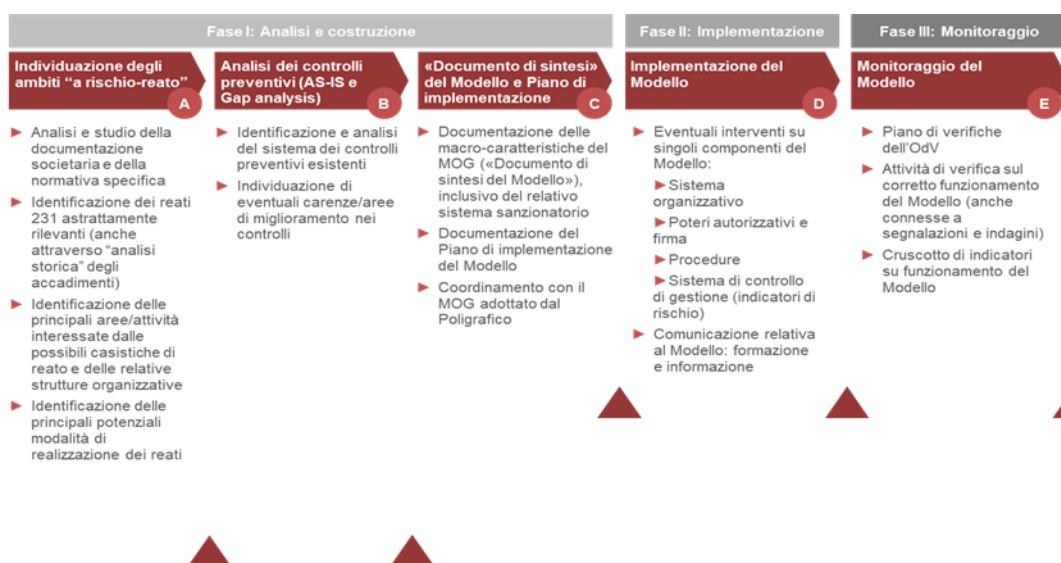 Fase I: Analisi e costruzione
Fase II: Implementazione
Fase III: Monitoraggio
Individuazione degli
ambiti “a rischio-reato”
A
Analisi dei controlli
preventivi (AS-IS e
Gap analysis)
B
«Documento di sintesi»
del Modello e Piano di
implementazione
C
Implementazione del
Modello
D
Monitoraggio del
Modello
E
► Analisi e studio della
documentazione
societaria e della
normativa specifica
► Identificazione dei reati
231 astrattamente
rilevanti (anche
attraverso “analisi
storica” degli
accadimenti)
► Identificazione delle
principali aree/attività
interessate dalle
possibili casistiche di
reato e delle relative
strutture organizzative
► Identificazione delle
principali potenziali
modalità di
realizzazione dei reati
► Identificazione e analisi
del sistema dei controlli
preventivi esistenti
► Individuazione di
eventuali carenze/aree
di miglioramento nei
controlli
► Documentazione delle
macro-caratteristiche del
MOG («Documento di
sintesi del Modello»),
inclusivo del relativo
sistema sanzionatorio
► Documentazione del
Piano di implementazione
del Modello
► Coordinamento con il
MOG adottato dal
Poligrafico
► Eventuali interventi su
singoli componenti del
Modello:
►Sistema
organizzativo
►Poteri autorizzativi e
firma
►Procedure
►Sistema di controllo
di gestione (indicatori di
rischio)
► Comunicazione relativa
al Modello: formazione
e informazione
► Piano di verifiche
dell'OdV
► Attività di verifica sul
corretto funzionamento
del Modello (anche
connesse a
segnalazioni e indagini)
► Cruscotto di indicatori
su funzionamento del
Modello